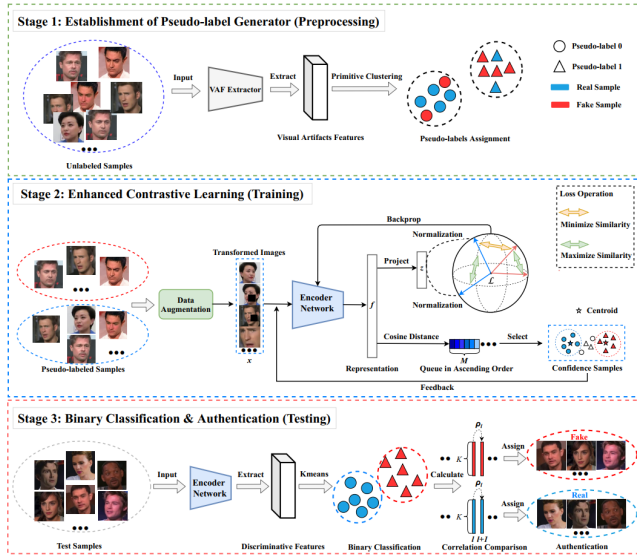 Stage 1: Establishment of Pseudo-label Generator (Preprocessing)
Input
VAF Extractor
Extract
Primitive Clustering
Visual Artifacts Features
Pseudo-labels Assignment
Unlabeled Samples
Pseudo-label 0
Pseudo-label 1
Real Sample
Fake Sample
Stage 2: Enhanced Contrastive Learning (Training)
Backprop
Loss Operation
Minimize Similarity
Maximize Similarity
Transformed Images
Normalization
Project
z
Normalization
ℒ
Data
Augmentation
Encoder
Network
f
x
Pseudo-labeled Samples
Representation
Cosine Distance
M
Queue in Ascending Order
Select
Centroid
Confidence Samples
Feedback
Stage 3: Binary Classification & Authentication (Testing)
Input
Encoder
Network
Extract
Kmeans
Calculate
ρi
K
ρi
K
l l+1
Assign
Fake
Assign
Real
Test Samples
Discriminative Features
Binary Classification
Correlation Comparison
Authentication